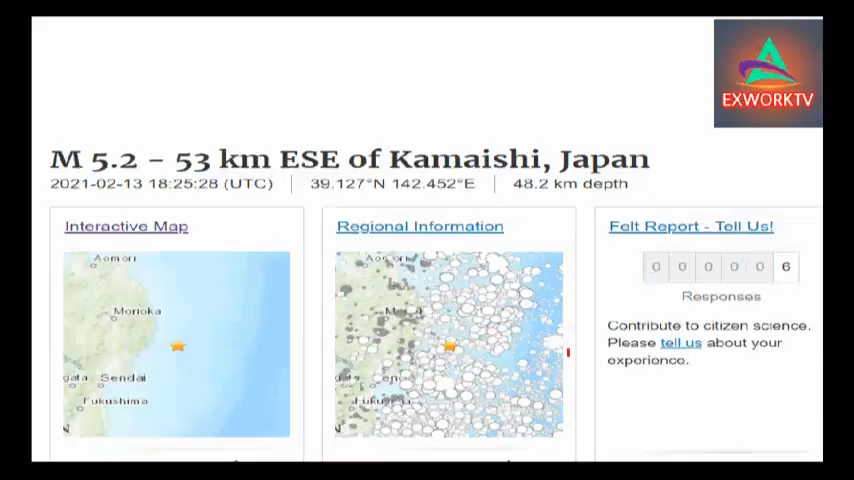 EXWORKTV
M 5.2 – 53 km ESE of Kamaishi, Japan
2021-02-13 18:25:28 (UTC) 39.127°N 142.452°E 48.2 km depth
Interactive Map
Regional Information
Felt Report - Tell Us!
Aomori
Morioka
gata Sendai
Fukushima
0 0 0 0 0 6
Responses
Contribute to citizen science.
Please tell us about your
experience.